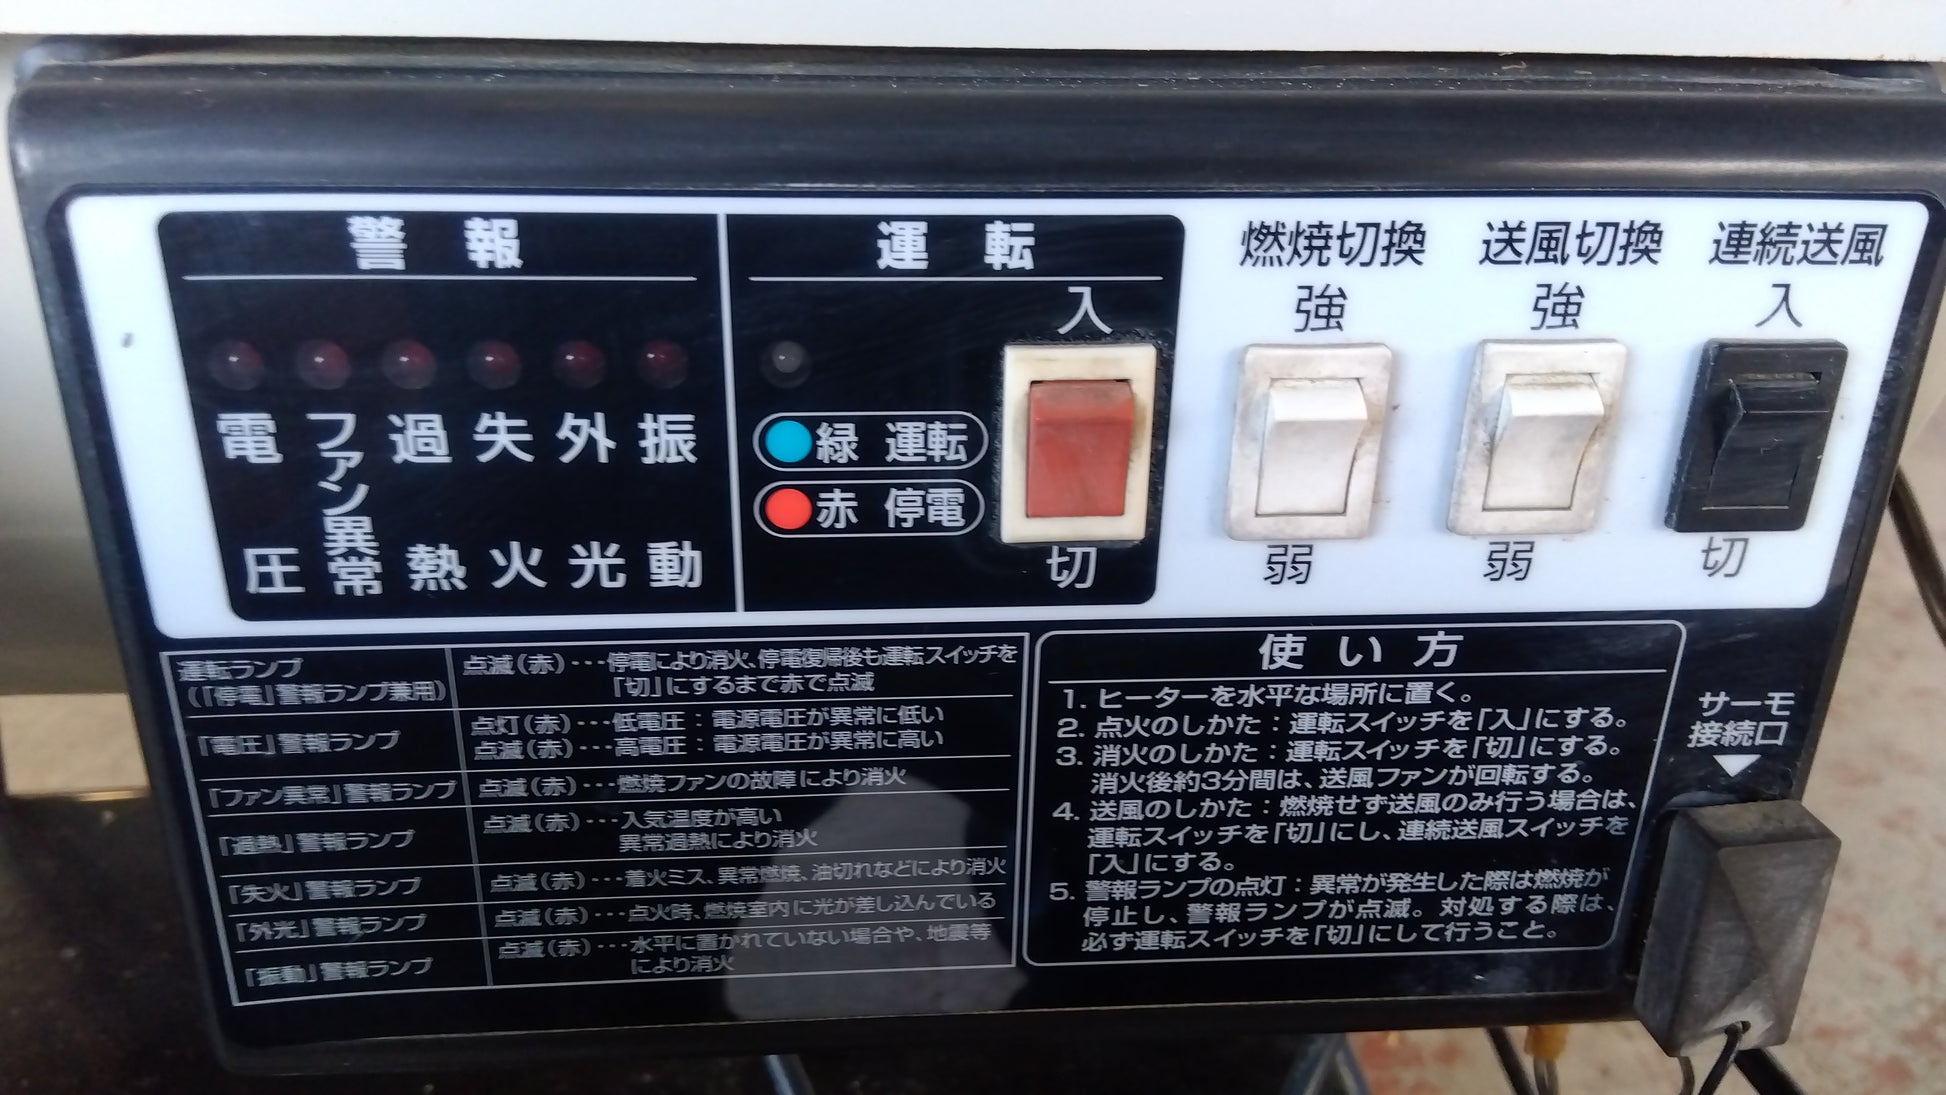 警報
運転
燃焼切換
送風切換
連続送風
入
強
強
入
電圧
ファン異常
過熱
失火
外光
振動
緑 運転
赤 停電
切
弱
弱
切
運転ランプ
(「停電」警報ランプ兼用)
点滅(赤)・・・停電により消火、停電復帰後も運転スイッチを
「切」にするまで赤で点滅
「電圧」警報ランプ
点灯(赤)・・・低電圧：電源電圧が異常に低い
点滅(赤)・・・高電圧：電源電圧が異常に高い
「ファン異常」警報ランプ
点滅(赤)・・・燃焼ファンの故障により消火
「過熱」警報ランプ
点滅(赤)・・・入気温度が高い
異常過熱により消火
「失火」警報ランプ
点滅(赤)・・・着火ミス、異常燃焼、油切れなどにより消火
「外光」警報ランプ
点滅(赤)・・・点火時、燃焼室内に光が差し込んでいる
「振動」警報ランプ
点滅(赤)・・・水平に置かれていない場合や、地震等
により消火
使い方
1. ヒーターを水平な場所に置く。
2. 点火のしかた：運転スイッチを「入」にする。
3. 消火のしかた：運転スイッチを「切」にする。
消火後約3分間は、送風ファンが回転する。
4. 送風のしかた：燃焼せず送風のみ行う場合は、
運転スイッチを「切」にし、連続送風スイッチを
「入」にする。
5. 警報ランプの点灯：異常が発生した際は燃焼が
停止し、警報ランプが点滅。対処する際は、
必ず運転スイッチを「切」にして行うこと。
サーモ
接続口